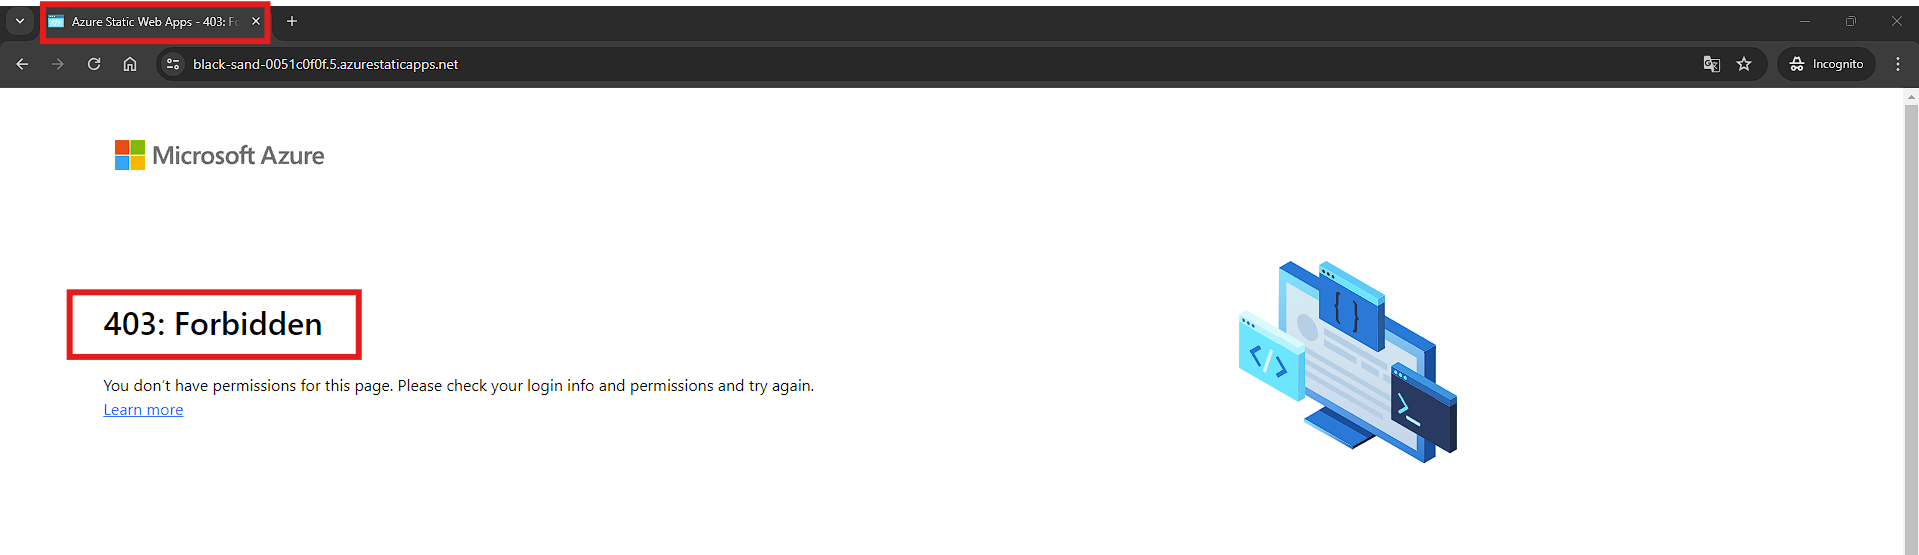 Azure Static Web Apps - 403: Fo
black-sand-0051c0f0f.5.azurestaticapps.net
Incognito
Microsoft Azure
403: Forbidden
You don’t have permissions for this page. Please check your login info and permissions and try again.
Learn more